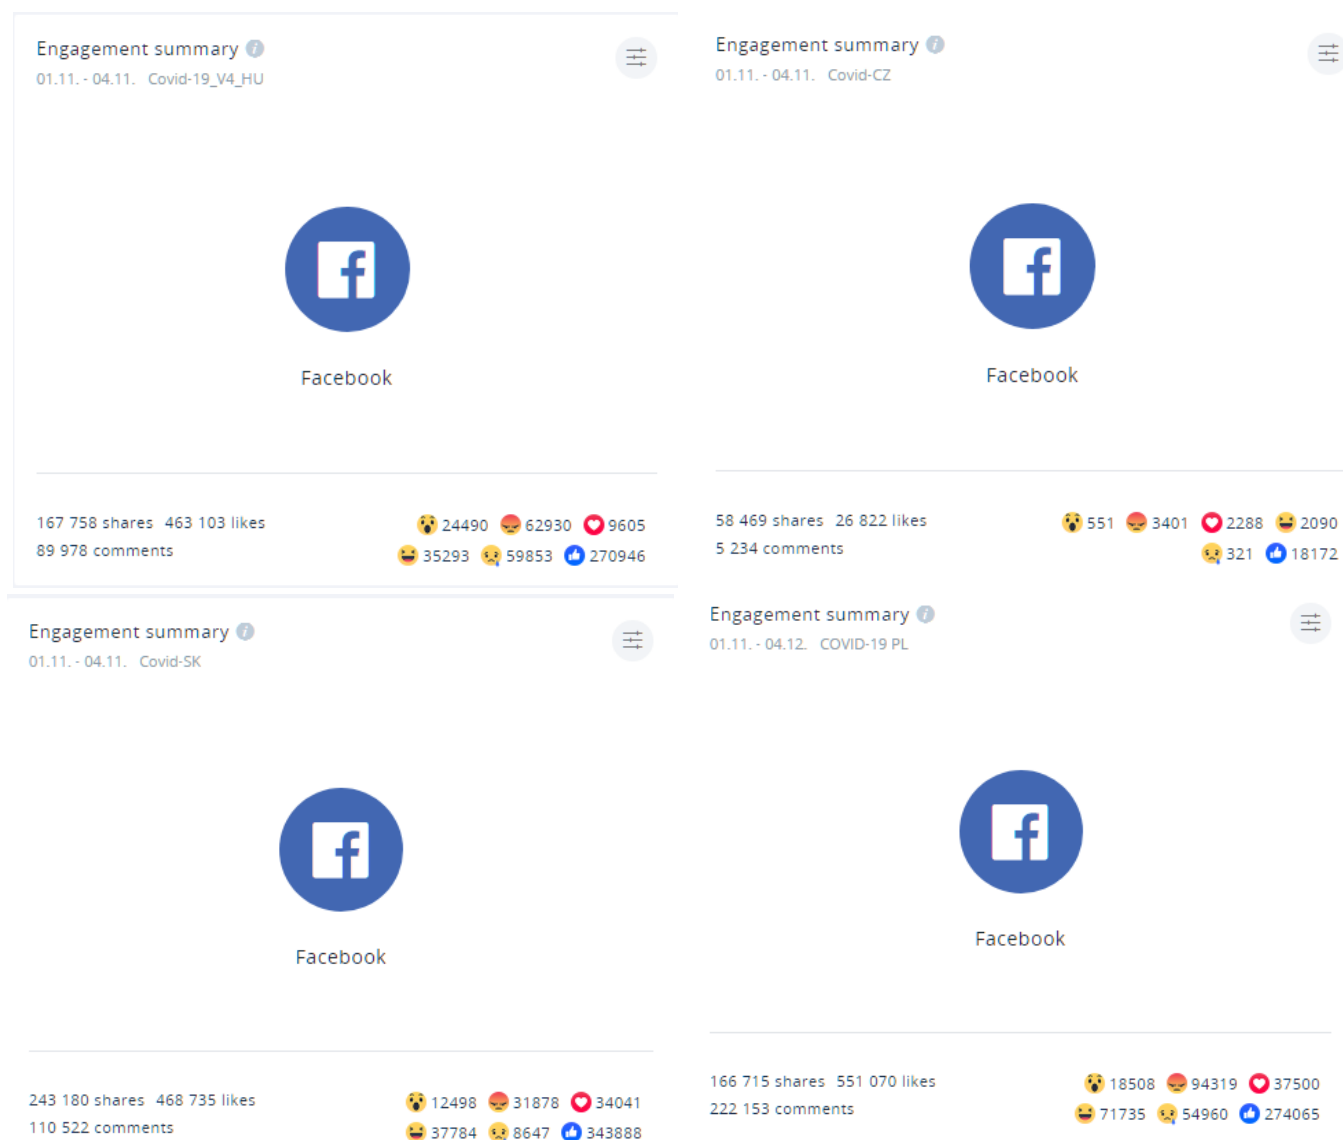 Engagement summary
01.11. - 04.11. Covid-19_V4_HU
Facebook
167 758 shares 463 103 likes
89 978 comments
24490 62930 9605
35293 59853 270946
Engagement summary
01.11. - 04.11. Covid-CZ
Facebook
58 469 shares 26 822 likes
5 234 comments
551 3401 2288 2090
321 18172
Engagement summary
01.11. - 04.11. Covid-SK
Facebook
243 180 shares 468 735 likes
110 522 comments
12498 31878 34041
37784 8647 343888
Engagement summary
01.11. - 04.12. COVID-19 PL
Facebook
166 715 shares 551 070 likes
222 153 comments
18508 94319 37500
71735 54960 274065